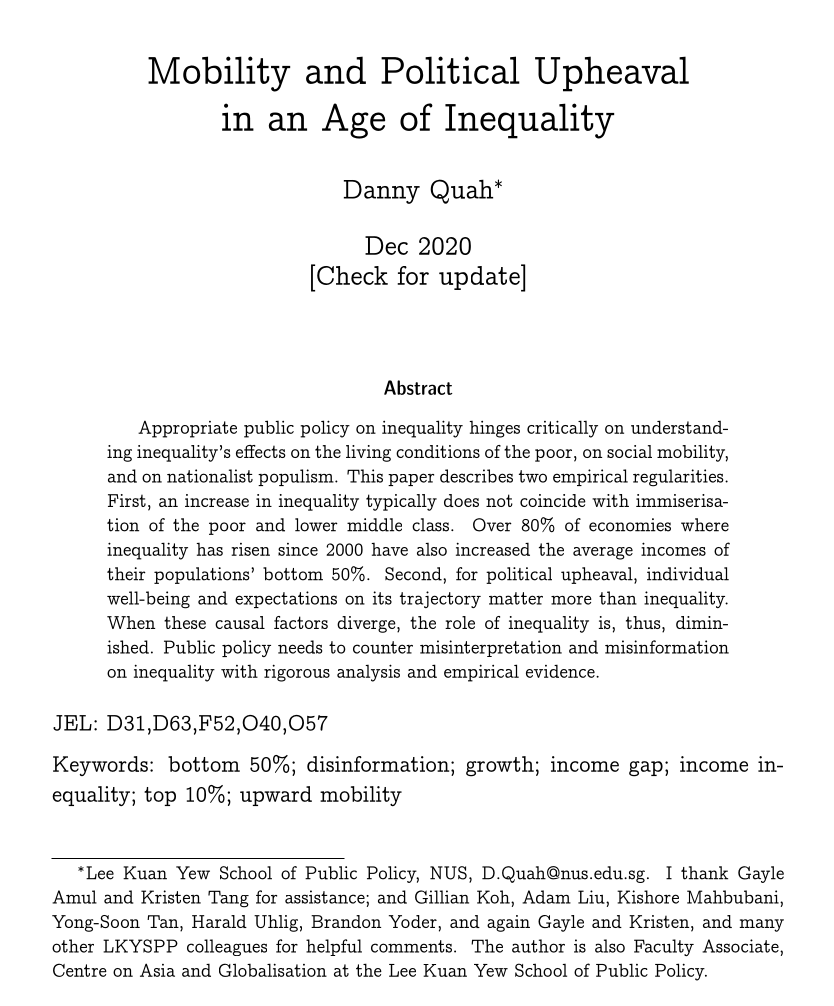 Mobility and Political Upheaval
in an Age of Inequality
Danny Quah*
Dec 2020
[Check for update]
Abstract
Appropriate public policy on inequality hinges critically on understand-
ing inequality's effects on the living conditions of the poor, on social mobility,
and on nationalist populism. This paper describes two empirical regularities.
First, an increase in inequality typically does not coincide with immiserisa-
tion of the poor and lower middle class. Over 80% of economies where
inequality has risen since 2000 have also increased the average incomes of
their populations' bottom 50%. Second, for political upheaval, individual
well-being and expectations on its trajectory matter more than inequality.
When these causal factors diverge, the role of inequality is, thus, dimin-
ished. Public policy needs to counter misinterpretation and misinformation
on inequality with rigorous analysis and empirical evidence.
JEL: D31,D63,F52,O40,O57
Keywords: bottom 50%; disinformation; growth; income gap; income in-
equality; top 10%; upward mobility
*Lee Kuan Yew School of Public Policy, NUS, D.Quah@nus.edu.sg. I thank Gayle
Amul and Kristen Tang for assistance; and Gillian Koh, Adam Liu, Kishore Mahbubani,
Yong-Soon Tan, Harald Uhlig, Brandon Yoder, and again Gayle and Kristen, and many
other LKYSPP colleagues for helpful comments. The author is also Faculty Associate,
Centre on Asia and Globalisation at the Lee Kuan Yew School of Public Policy.